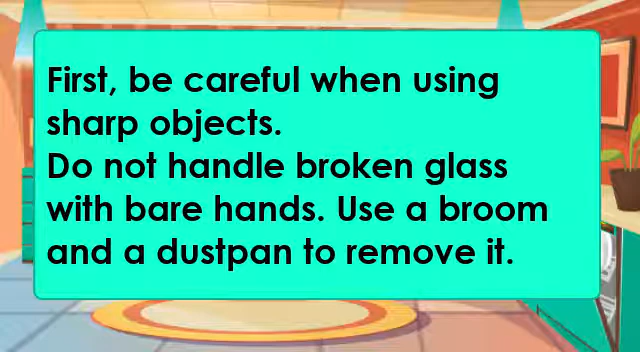 First, be careful when using
sharp objects.
Do not handle broken glass
with bare hands. Use a broom
and a dustpan to remove it.